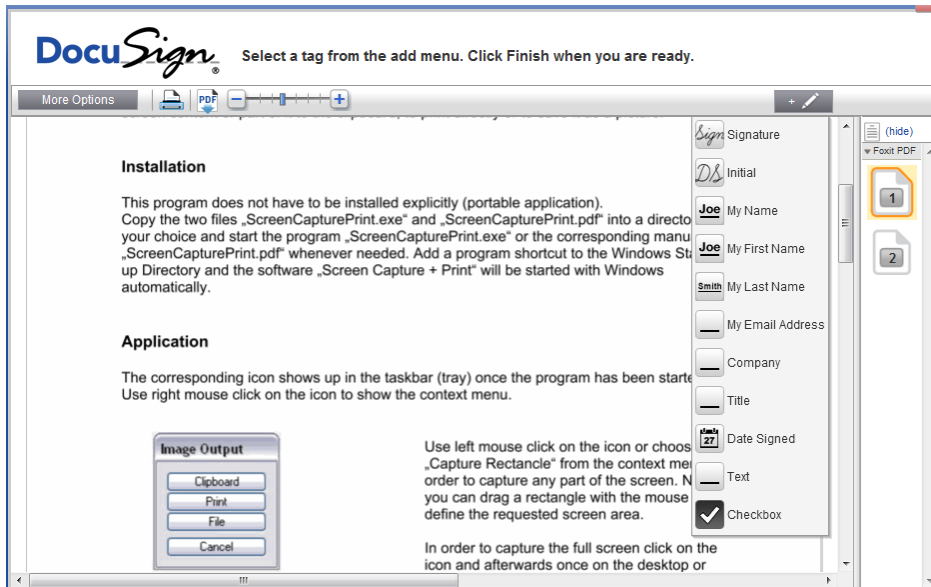 DocuSign®
Select a tag from the add menu. Click Finish when you are ready.
More Options
PDF
Installation
This program does not have to be installed explicitly (portable application).
Copy the two files „ScreenCapturePrint.exe“ and „ScreenCapturePrint.pdf“ into a directo
your choice and start the program „ScreenCapturePrint.exe“ or the corresponding manu
„ScreenCapturePrint.pdf“ whenever needed. Add a program shortcut to the Windows Sta
up Directory and the software „Screen Capture + Print“ will be started with Windows
automatically.
Application
The corresponding icon shows up in the taskbar (tray) once the program has been starte
Use right mouse click on the icon to show the context menu.
Image Output
Clipboard
Print
File
Cancel
Use left mouse click on the icon or choos
„Capture Rectancle“ from the context me
order to capture any part of the screen. N
you can drag a rectangle with the mouse
define the requested screen area.
In order to capture the full screen click on the
icon and afterwards once on the desktop or
Sign Signature
DS Initial
Joe My Name
Joe My First Name
Smith My Last Name
My Email Address
Company
Title
27 Date Signed
Text
Checkbox
(hide)
Foxit PDF
1
2